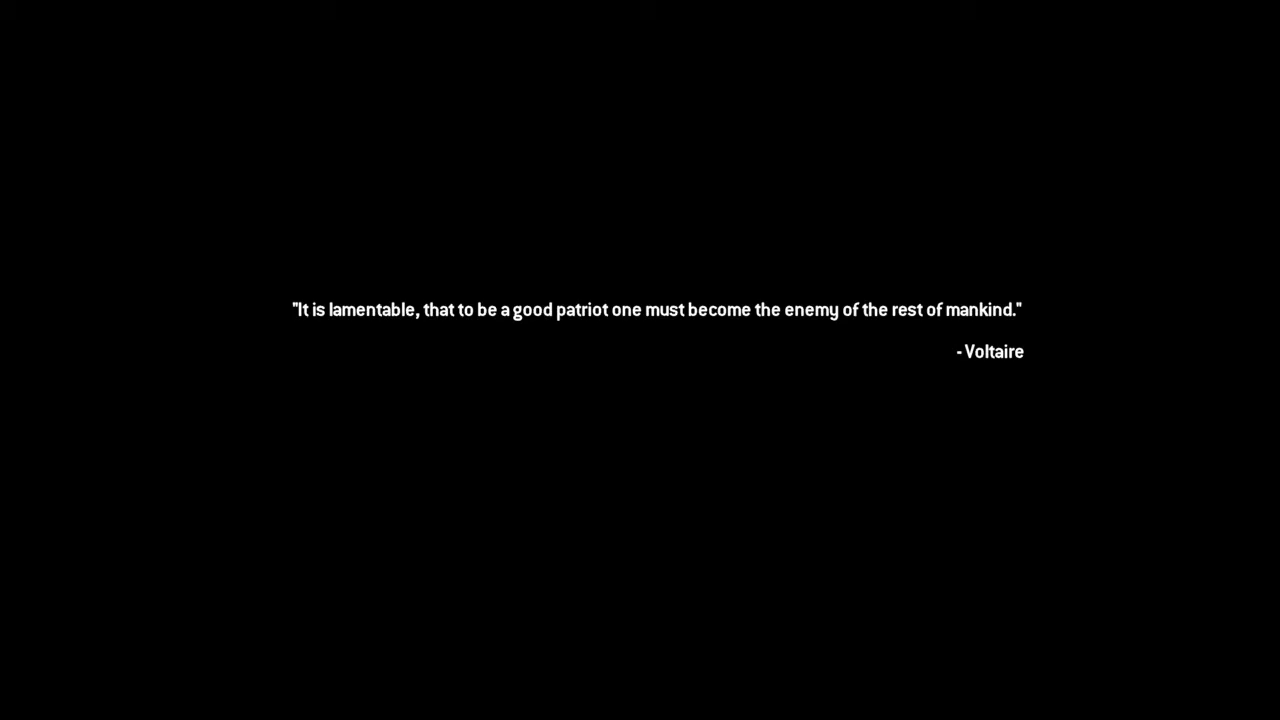 "It is lamentable, that to be a good patriot one must become the enemy of the rest of mankind."
- Voltaire